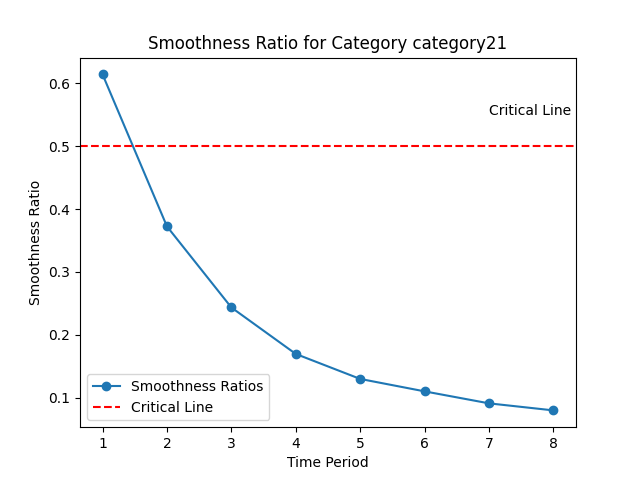 Smoothness Ratio for Category category21
Critical Line
0.6
0.5
0.4
0.3
0.2
0.1
Smoothness Ratio
Smoothness Ratios
Critical Line
1 2 3 4 5 6 7 8
Time Period